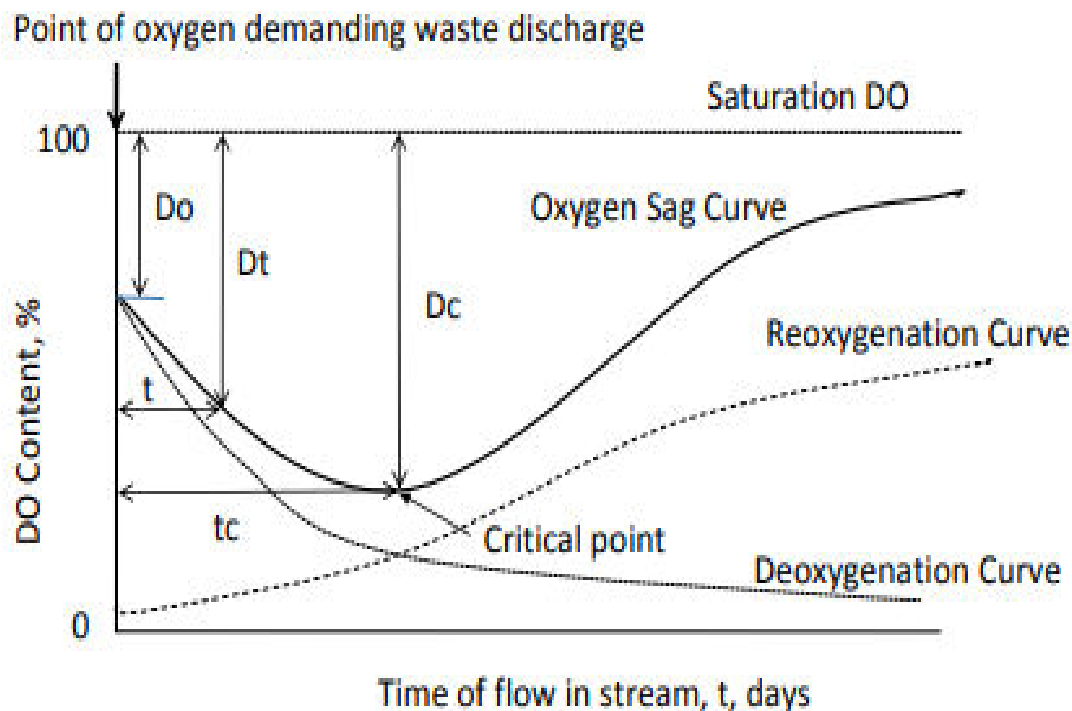 Point of oxygen demanding waste discharge
Saturation DO
100
Do
Oxygen Sag Curve
Dt
Dc
Reoxygenation Curve
t
DO Content, %
tc
Critical point
Deoxygenation Curve
0
Time of flow in stream, t, days